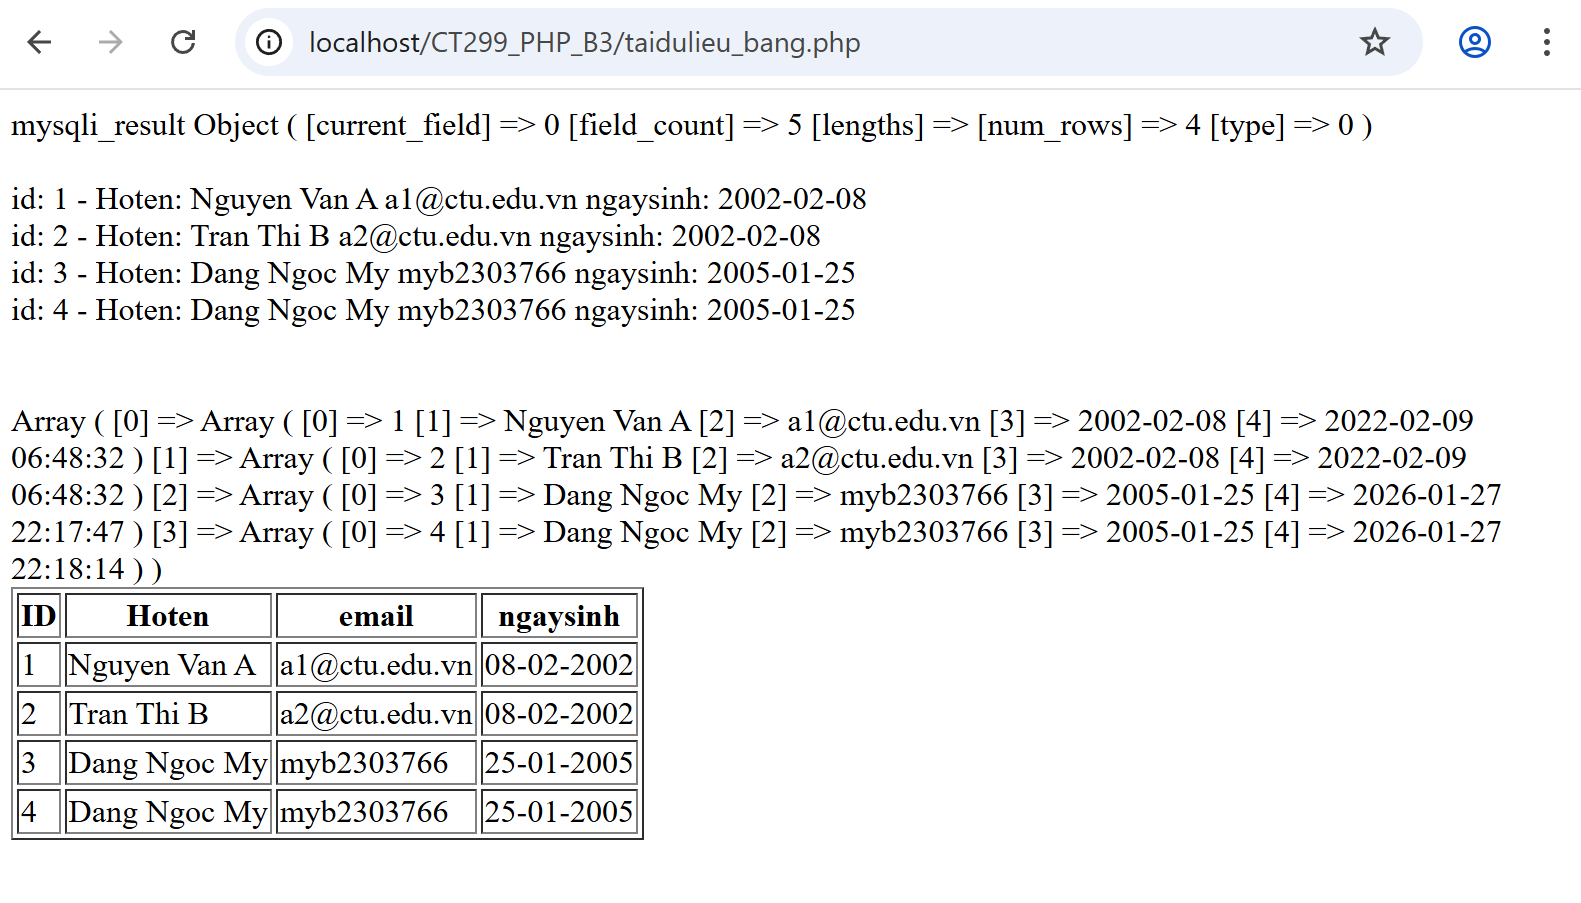 localhost/CT299_PHP_B3/taidulieu_bang.php
mysqli_result Object ( [current_field] => 0 [field_count] => 5 [lengths] => [num_rows] => 4 [type] => 0 )
id: 1 - Hoten: Nguyen Van A a1@ctu.edu.vn ngaysinh: 2002-02-08
id: 2 - Hoten: Tran Thi B a2@ctu.edu.vn ngaysinh: 2002-02-08
id: 3 - Hoten: Dang Ngoc My myb2303766 ngaysinh: 2005-01-25
id: 4 - Hoten: Dang Ngoc My myb2303766 ngaysinh: 2005-01-25
Array ( [0] => Array ( [0] => 1 [1] => Nguyen Van A [2] => a1@ctu.edu.vn [3] => 2002-02-08 [4] => 2022-02-09
06:48:32 ) [1] => Array ( [0] => 2 [1] => Tran Thi B [2] => a2@ctu.edu.vn [3] => 2002-02-08 [4] => 2022-02-09
06:48:32 ) [2] => Array ( [0] => 3 [1] => Dang Ngoc My [2] => myb2303766 [3] => 2005-01-25 [4] => 2026-01-27
22:17:47 ) [3] => Array ( [0] => 4 [1] => Dang Ngoc My [2] => myb2303766 [3] => 2005-01-25 [4] => 2026-01-27
22:18:14 ) )
ID Hoten email ngaysinh
1 Nguyen Van A a1@ctu.edu.vn 08-02-2002
2 Tran Thi B a2@ctu.edu.vn 08-02-2002
3 Dang Ngoc My myb2303766 25-01-2005
4 Dang Ngoc My myb2303766 25-01-2005